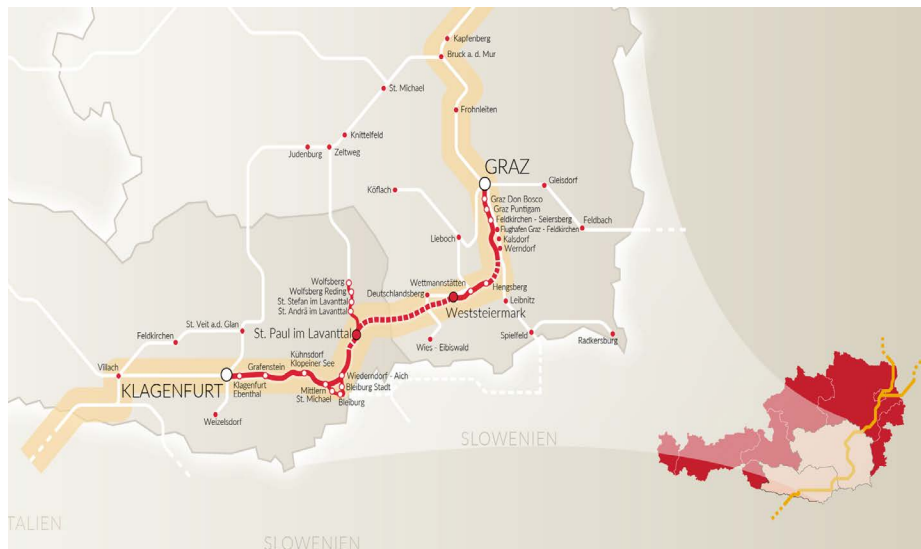 Kapfenberg
Bruck a. d. Mur
St. Michael
Frohnleiten
Knittelfeld
Judenburg
Zeltweg
GRAZ
Gleisdorf
Köflach
Graz Don Bosco
Graz Puntigam
Feldkirchen - Seiersberg
Feldbach
Flughafen Graz - Feldkirchen
Lieboch
Kalsdorf
Werndorf
Wettmannstätten
Wolfsberg
Wolfsberg Reding
Hengsberg
Deutschlandsberg
St. Stefan im Lavanttal
Leibnitz
St. Andrä im Lavanttal
Weststeiermark
St. Veit a.d. Glan
St. Paul im Lavanttal
Spielfeld
Radkersburg
Feldkirchen
Wies - Eibiswald
Kühnsdorf
Klopeiner See
Villach
Grafenstein
Wiederndorf - Aich
KLAGENFURT
Klagenfurt
Ebenthal
Mittlern
Bleiburg Stadt
St. Michael
Bleiburg
Weizelsdorf
SLOWENIEN
ITALIEN
SLOWENIEN